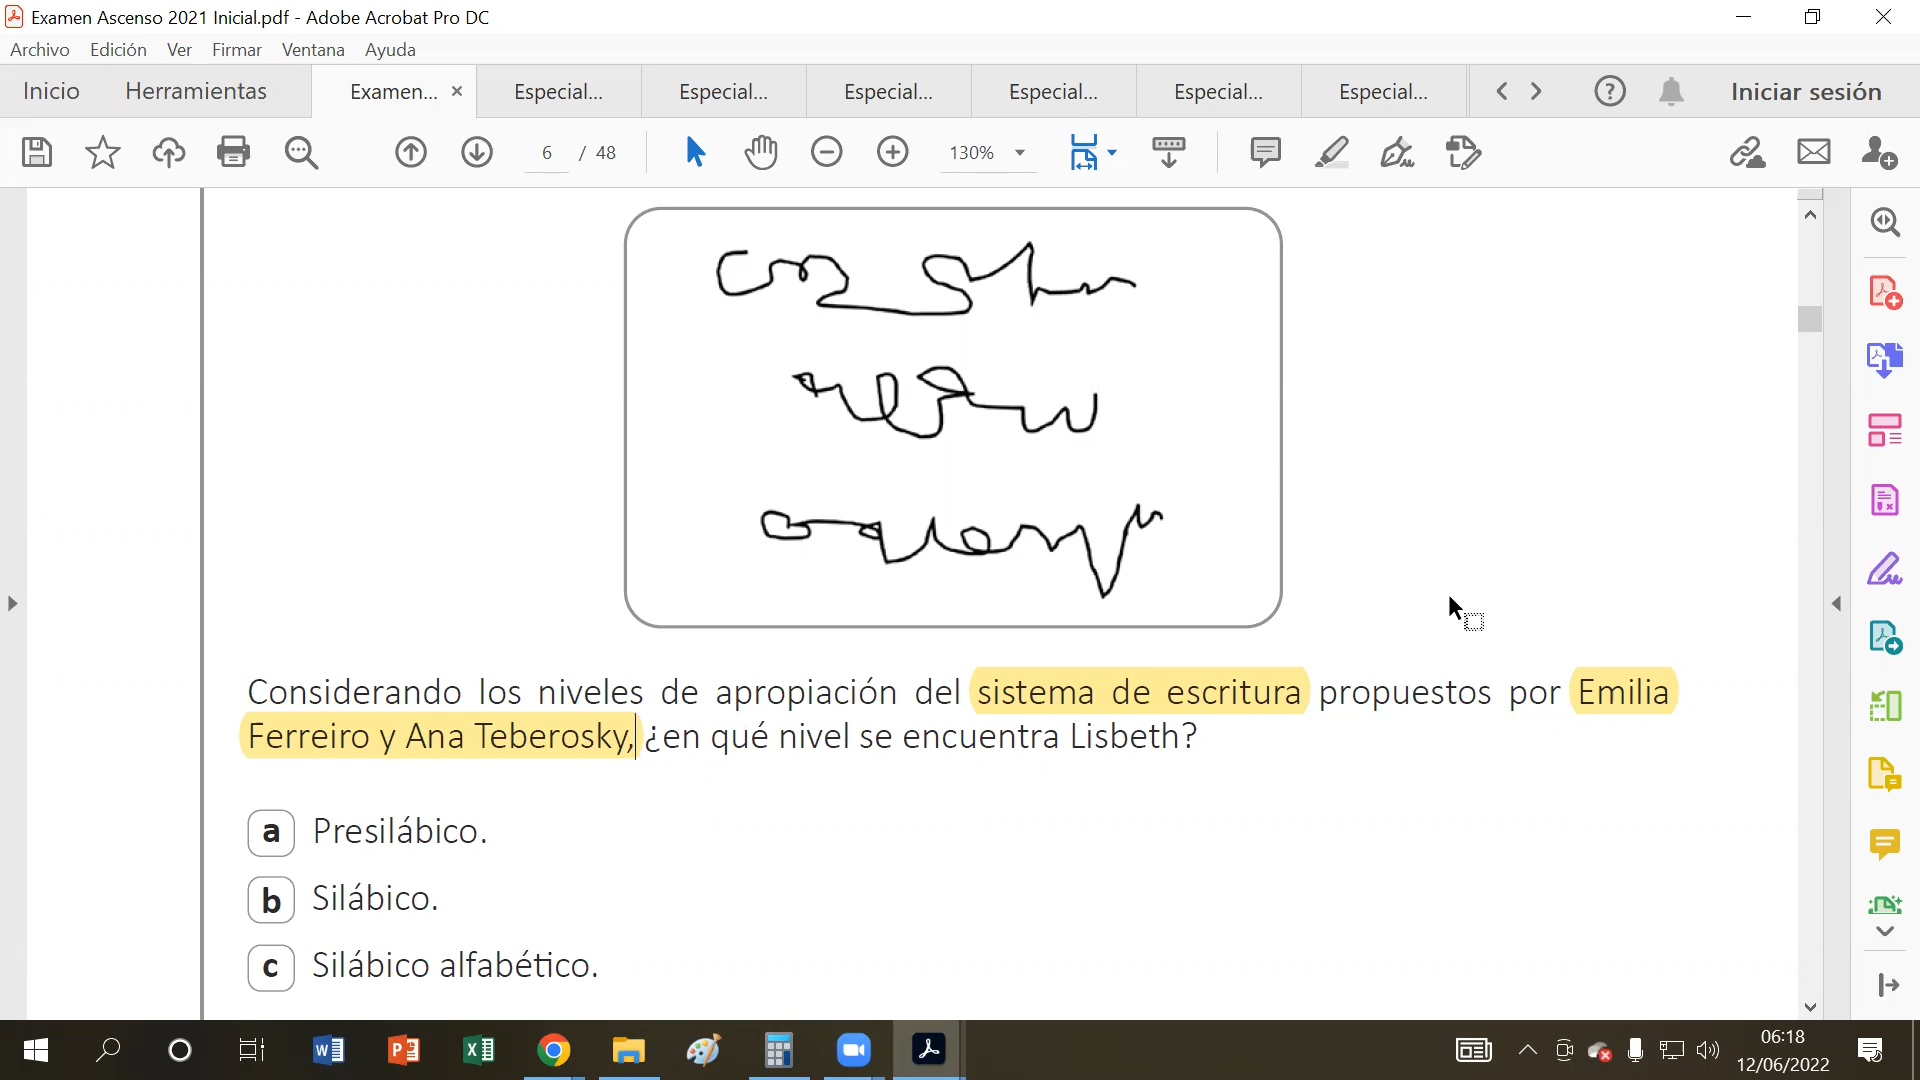 Examen Ascenso 2021 Inicial.pdf - Adobe Acrobat Pro DC
Archivo Edición Ver Firmar Ventana Ayuda
Inicio Herramientas Examen... × Especial... Especial... Especial... Especial... Especial... Especial... Iniciar sesión
6 / 48 130%
Considerando los niveles de apropiación del sistema de escritura propuestos por Emilia
Ferreiro y Ana Teberosky, ¿en qué nivel se encuentra Lisbeth?
a Presilábico.
b Silábico.
c Silábico alfabético.
06:18
12/06/2022